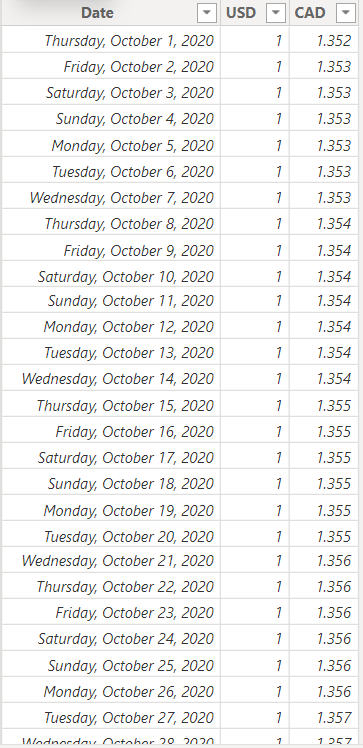 Date USD CAD
Thursday, October 1, 2020 1 1.352
Friday, October 2, 2020 1 1.353
Saturday, October 3, 2020 1 1.353
Sunday, October 4, 2020 1 1.353
Monday, October 5, 2020 1 1.353
Tuesday, October 6, 2020 1 1.353
Wednesday, October 7, 2020 1 1.353
Thursday, October 8, 2020 1 1.354
Friday, October 9, 2020 1 1.354
Saturday, October 10, 2020 1 1.354
Sunday, October 11, 2020 1 1.354
Monday, October 12, 2020 1 1.354
Tuesday, October 13, 2020 1 1.354
Wednesday, October 14, 2020 1 1.354
Thursday, October 15, 2020 1 1.355
Friday, October 16, 2020 1 1.355
Saturday, October 17, 2020 1 1.355
Sunday, October 18, 2020 1 1.355
Monday, October 19, 2020 1 1.355
Tuesday, October 20, 2020 1 1.355
Wednesday, October 21, 2020 1 1.356
Thursday, October 22, 2020 1 1.356
Friday, October 23, 2020 1 1.356
Saturday, October 24, 2020 1 1.356
Sunday, October 25, 2020 1 1.356
Monday, October 26, 2020 1 1.356
Tuesday, October 27, 2020 1 1.357
Wednesday, October 28, 2020 1 1.357